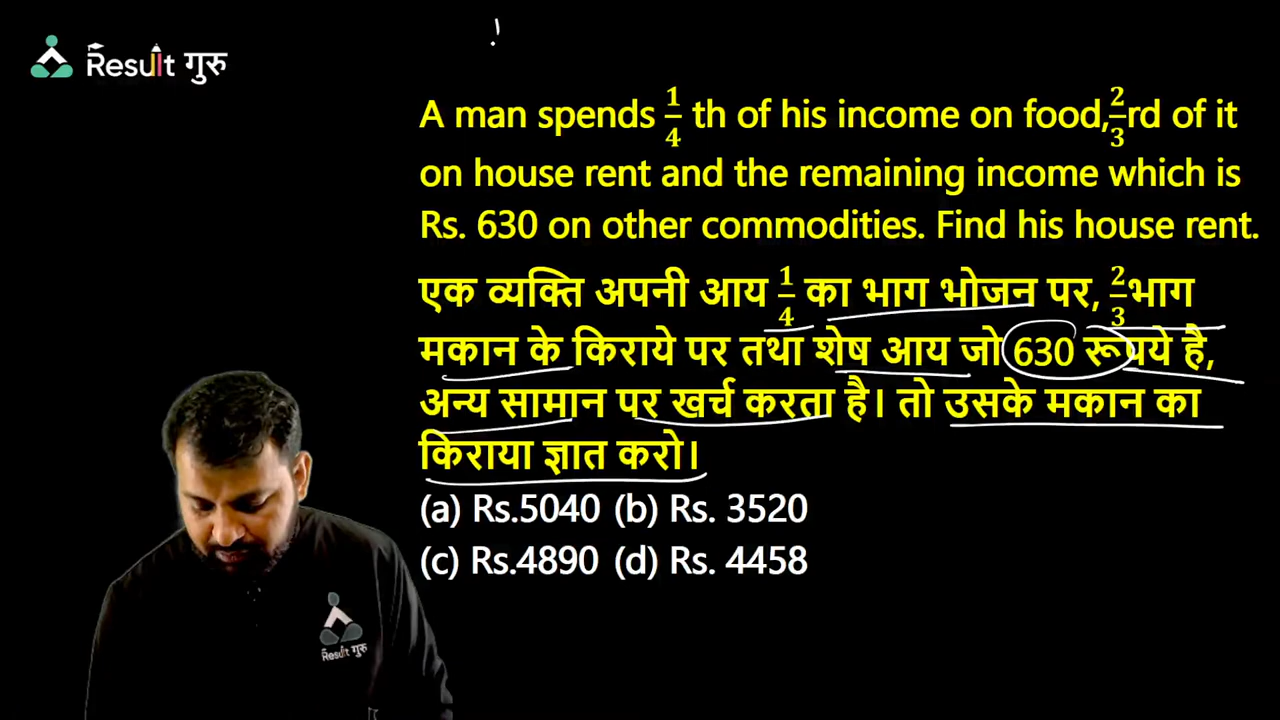 Result गुरु
A man spends 1/4 th of his income on food,2/3rd of it
on house rent and the remaining income which is
Rs. 630 on other commodities. Find his house rent.
एक व्यक्ति अपनी आय 1/4 का भाग भोजन पर, 2/3भाग
मकान के किराये पर तथा शेष आय जो 630 रूपये है,
अन्य सामान पर खर्च करता है। तो उसके मकान का
किराया ज्ञात करो।
(a) Rs.5040 (b) Rs. 3520
(c) Rs.4890 (d) Rs. 4458
Result गुरु